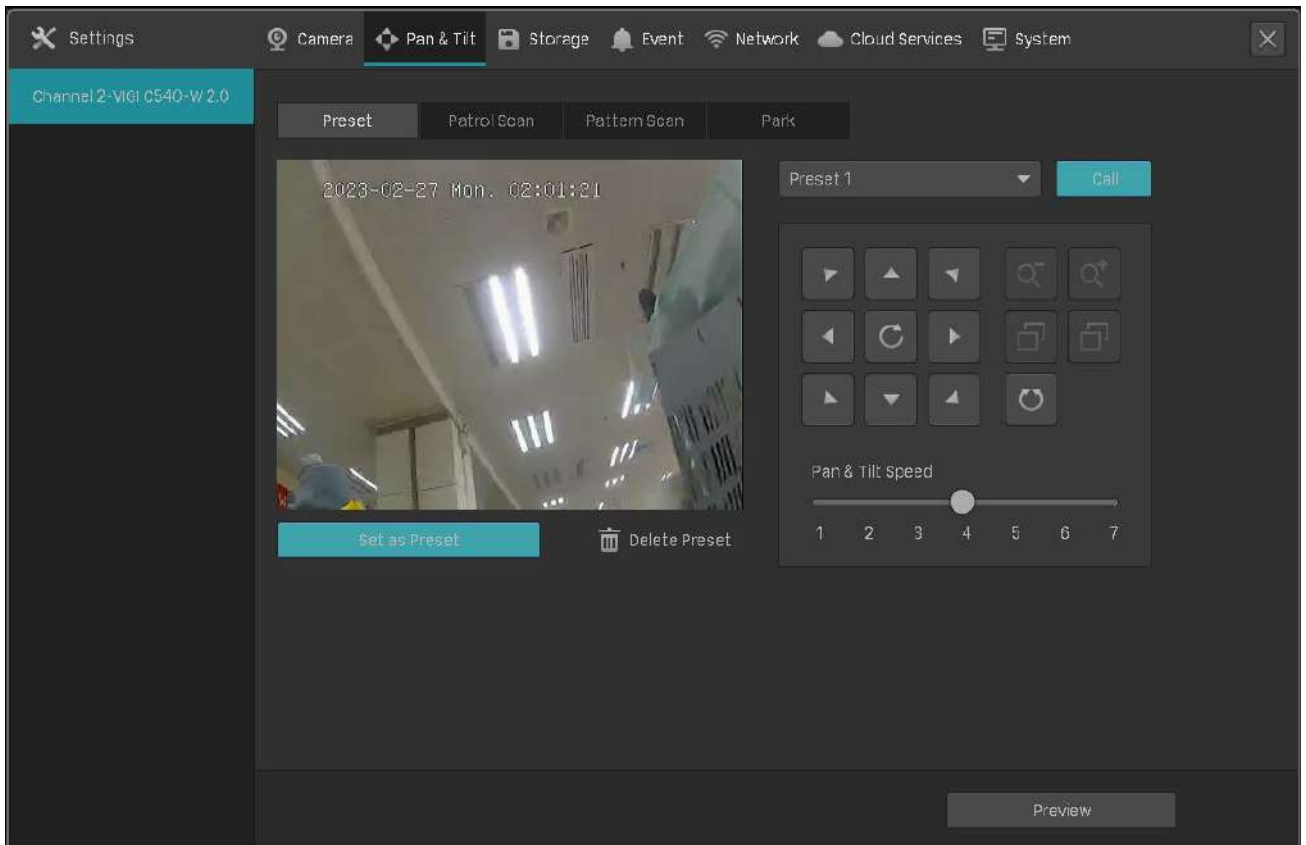 Settings
Camera Pan & Tilt Storage Event Network Cloud Services System
Channel 2-VIGI C540-W 2.0
Preset Patrol Scan Pattern Scan Park
2023-02-27 Mon. 02:01:21
Preset 1
Call
Pan & Tilt Speed
1 2 3 4 5 6 7
Set as Preset
Delete Preset
Preview